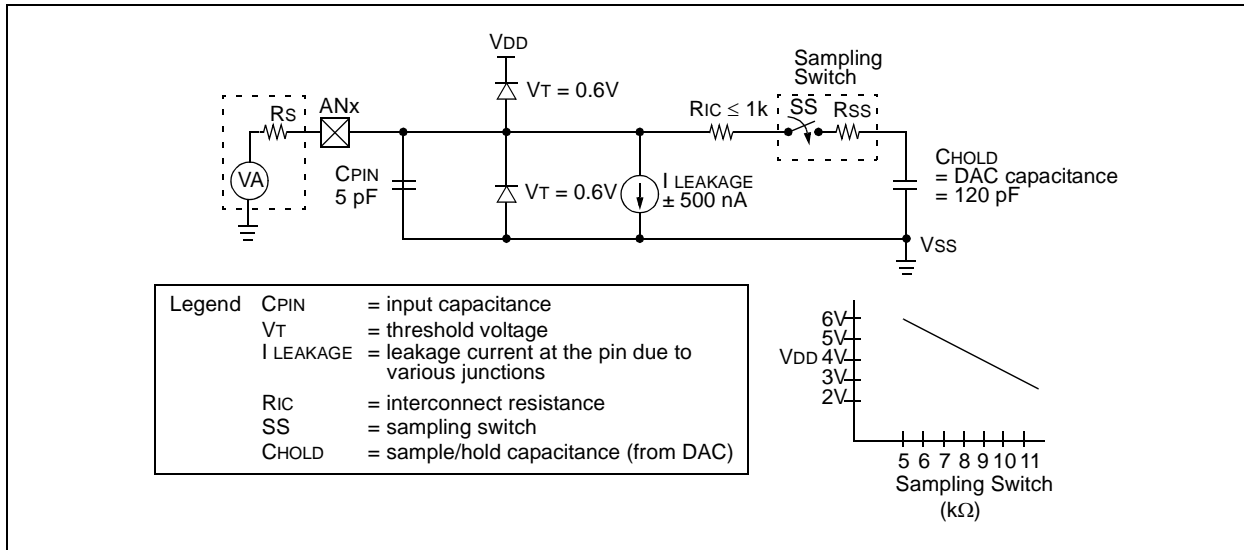 VDD
VT = 0.6V
Sampling
Switch
RS
ANx
RIC ≤ 1k
SS
RSS
VA
CPIN
5 pF
VT = 0.6V
I LEAKAGE
± 500 nA
CHOLD
= DAC capacitance
= 120 pF
VSS
Legend CPIN = input capacitance
VT = threshold voltage
I LEAKAGE = leakage current at the pin due to
various junctions
RIC = interconnect resistance
SS = sampling switch
CHOLD = sample/hold capacitance (from DAC)
6V
5V
VDD 4V
3V
2V
5 6 7 8 9 10 11
Sampling Switch
(kΩ)